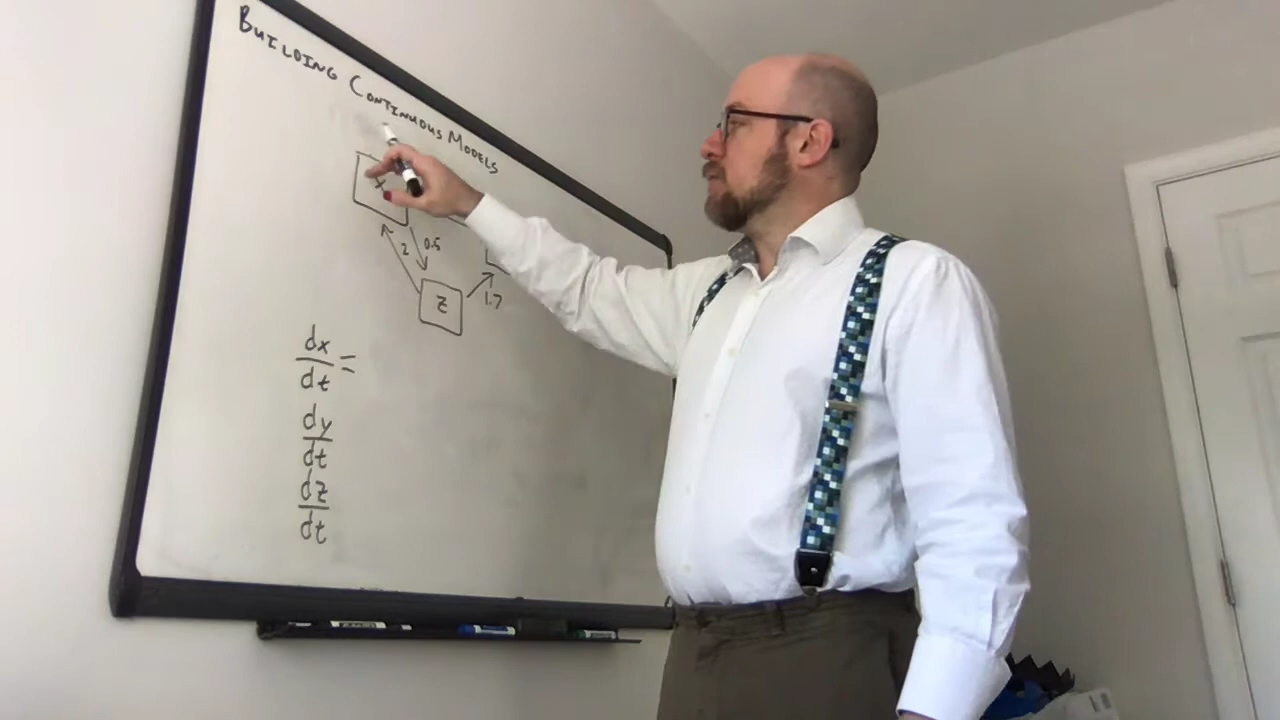 BUILDING CONTINUOUS MODELS
x
2
0.5
z
1.7
dx
dt
=
dy
dt
dz
dt